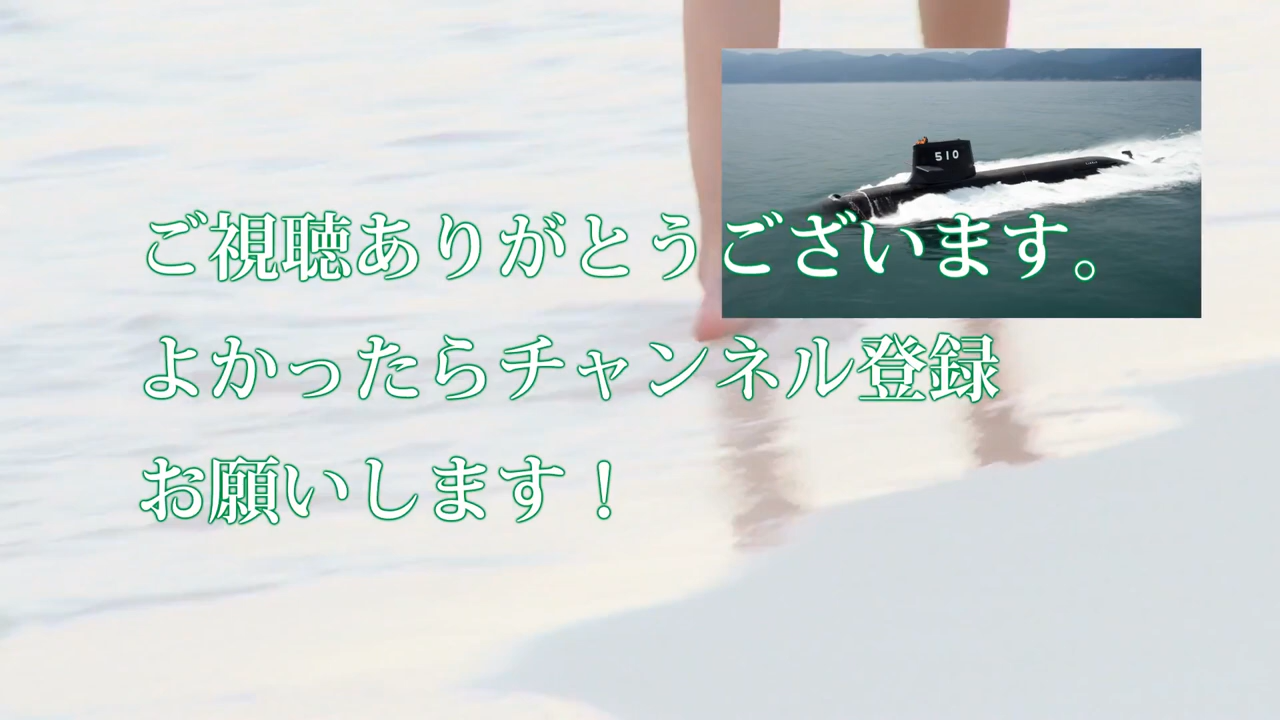 510
ご視聴ありがとうございます。
よかったらチャンネル登録
お願いします！